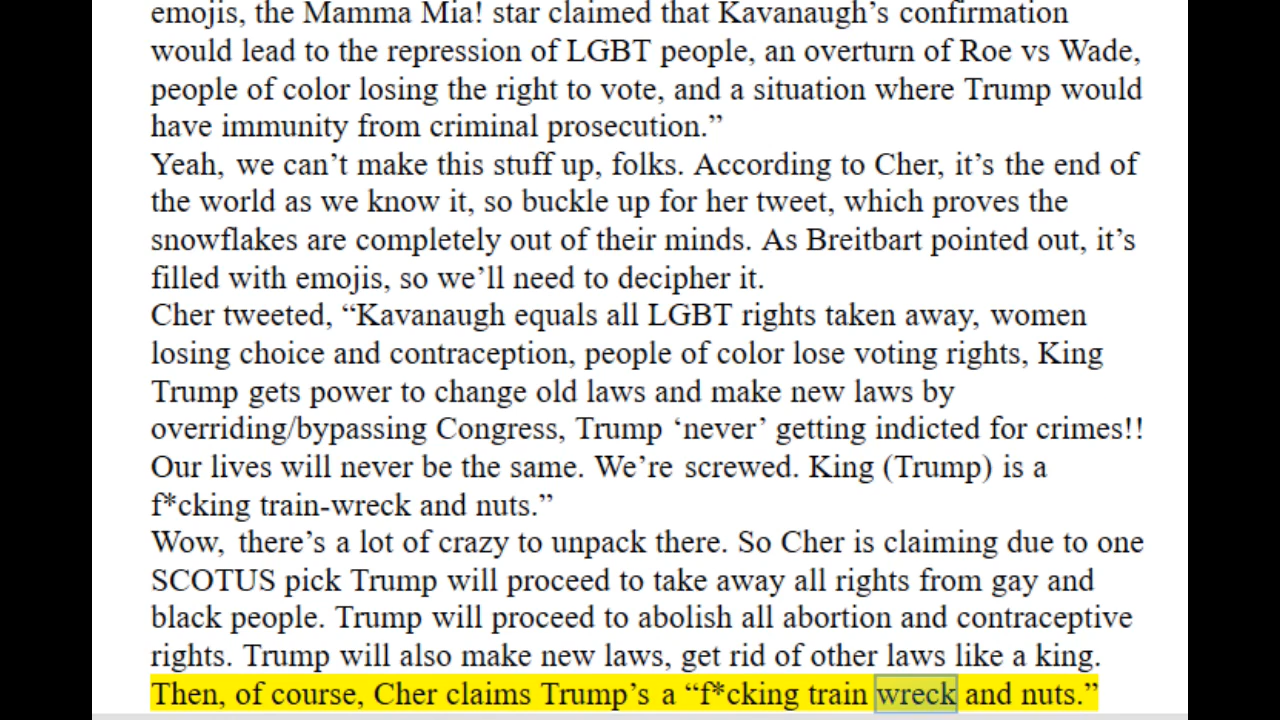 emojis, the Mamma Mia! star claimed that Kavanaugh’s confirmation
would lead to the repression of LGBT people, an overturn of Roe vs Wade,
people of color losing the right to vote, and a situation where Trump would
have immunity from criminal prosecution.”
Yeah, we can’t make this stuff up, folks. According to Cher, it’s the end of
the world as we know it, so buckle up for her tweet, which proves the
snowflakes are completely out of their minds. As Breitbart pointed out, it’s
filled with emojis, so we’ll need to decipher it.
Cher tweeted, “Kavanaugh equals all LGBT rights taken away, women
losing choice and contraception, people of color lose voting rights, King
Trump gets power to change old laws and make new laws by
overriding/bypassing Congress, Trump ‘never’ getting indicted for crimes!!
Our lives will never be the same. We’re screwed. King (Trump) is a
f*cking train-wreck and nuts.”
Wow, there’s a lot of crazy to unpack there. So Cher is claiming due to one
SCOTUS pick Trump will proceed to take away all rights from gay and
black people. Trump will proceed to abolish all abortion and contraceptive
rights. Trump will also make new laws, get rid of other laws like a king.
Then, of course, Cher claims Trump’s a “f*cking train wreck and nuts.”